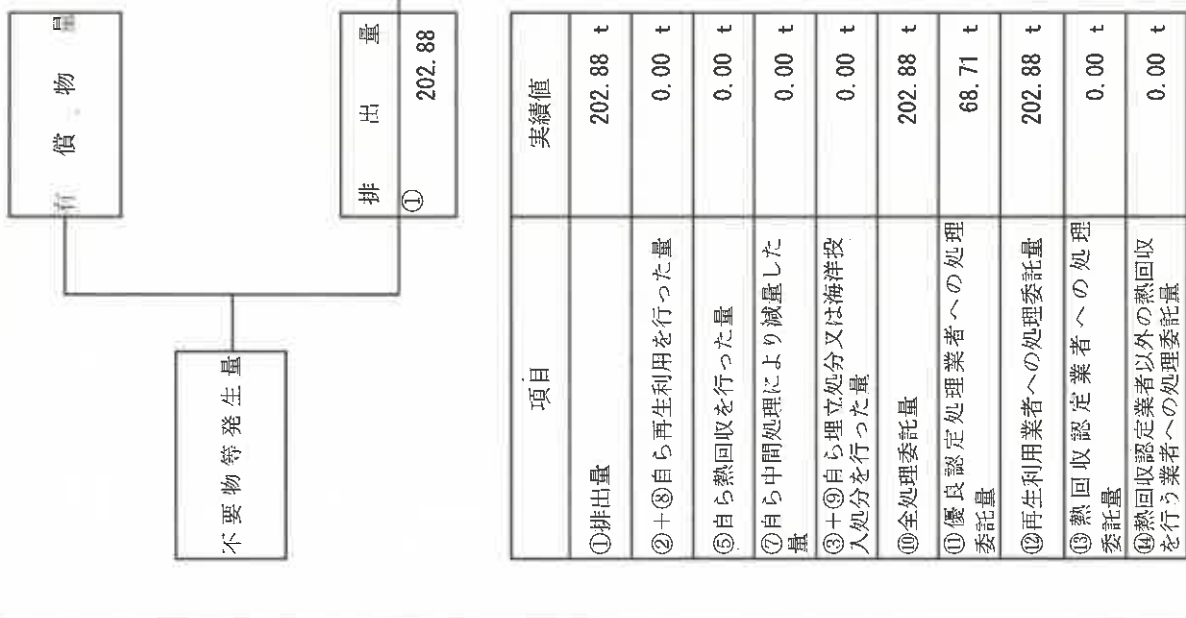 有償物量
不要物等発生量
排出量
①
202.88
項目 実績値
①排出量 202.88 t
②+⑧自ら再生利用を行った量 0.00 t
⑤自ら熱回収を行った量 0.00 t
⑦自ら中間処理により減量した
量 0.00 t
③+⑨自ら埋立処分又は海洋投
入処分を行った量 0.00 t
⑩全処理委託量 202.88 t
⑪優良認定処理業者への処理
委託量 68.71 t
⑫再生利用業者への処理委託量 202.88 t
⑬熱回収認定業者への処理
委託量 0.00 t
⑭熱回収認定業者以外の熱回収
を行う業者への処理委託量 0.00 t